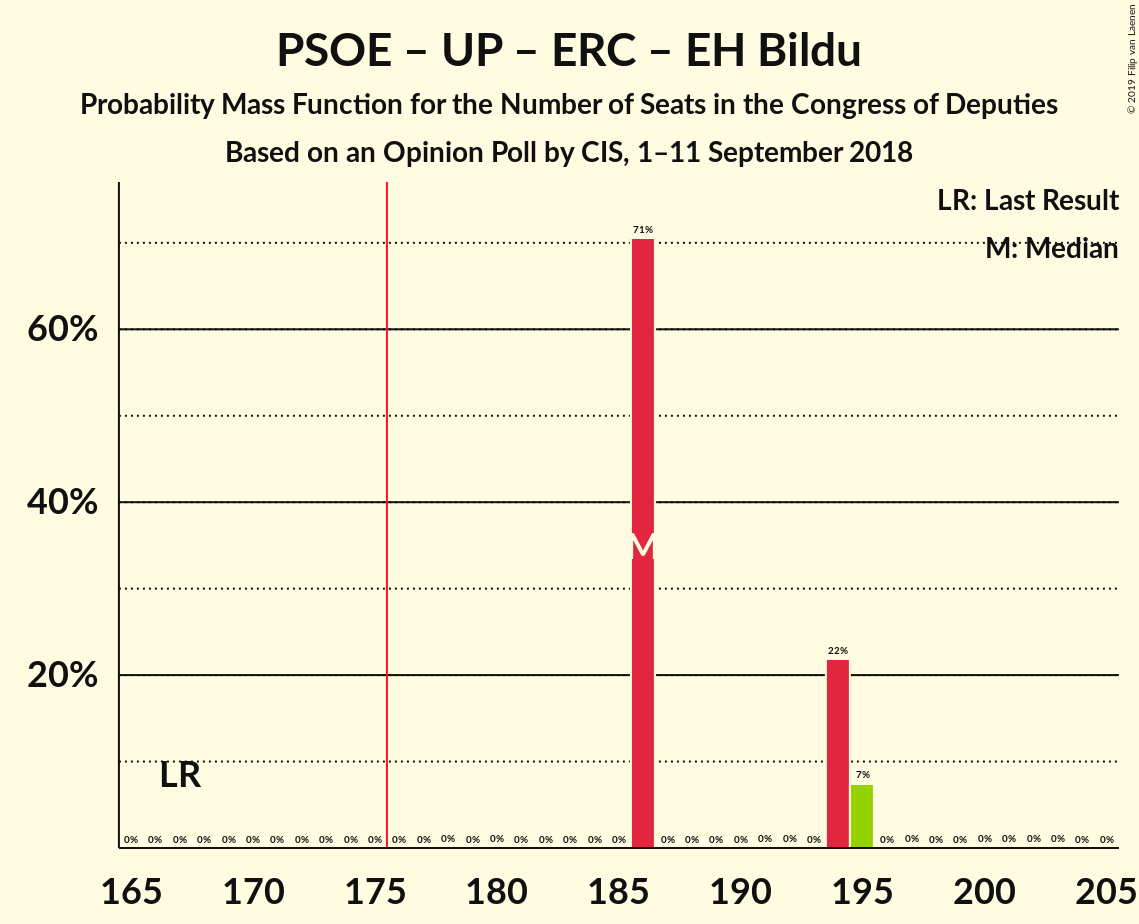 PSOE – UP – ERC – EH Bildu
Probability Mass Function for the Number of Seats in the Congress of Deputies
Based on an Opinion Poll by CIS, 1–11 September 2018
© 2019 Filip van Laenen
LR: Last Result
M: Median
71%
60%
40%
M
22%
20%
7%
LR
0% 0% 0% 0% 0% 0% 0% 0% 0% 0% 0% 0% 0% 0% 0% 0% 0% 0% 0% 0% 0% 0% 0% 0% 0% 0% 0% 0% 0% 0% 0% 0% 0% 0% 0% 0% 0% 0%
165 170 175 180 185 190 195 200 205